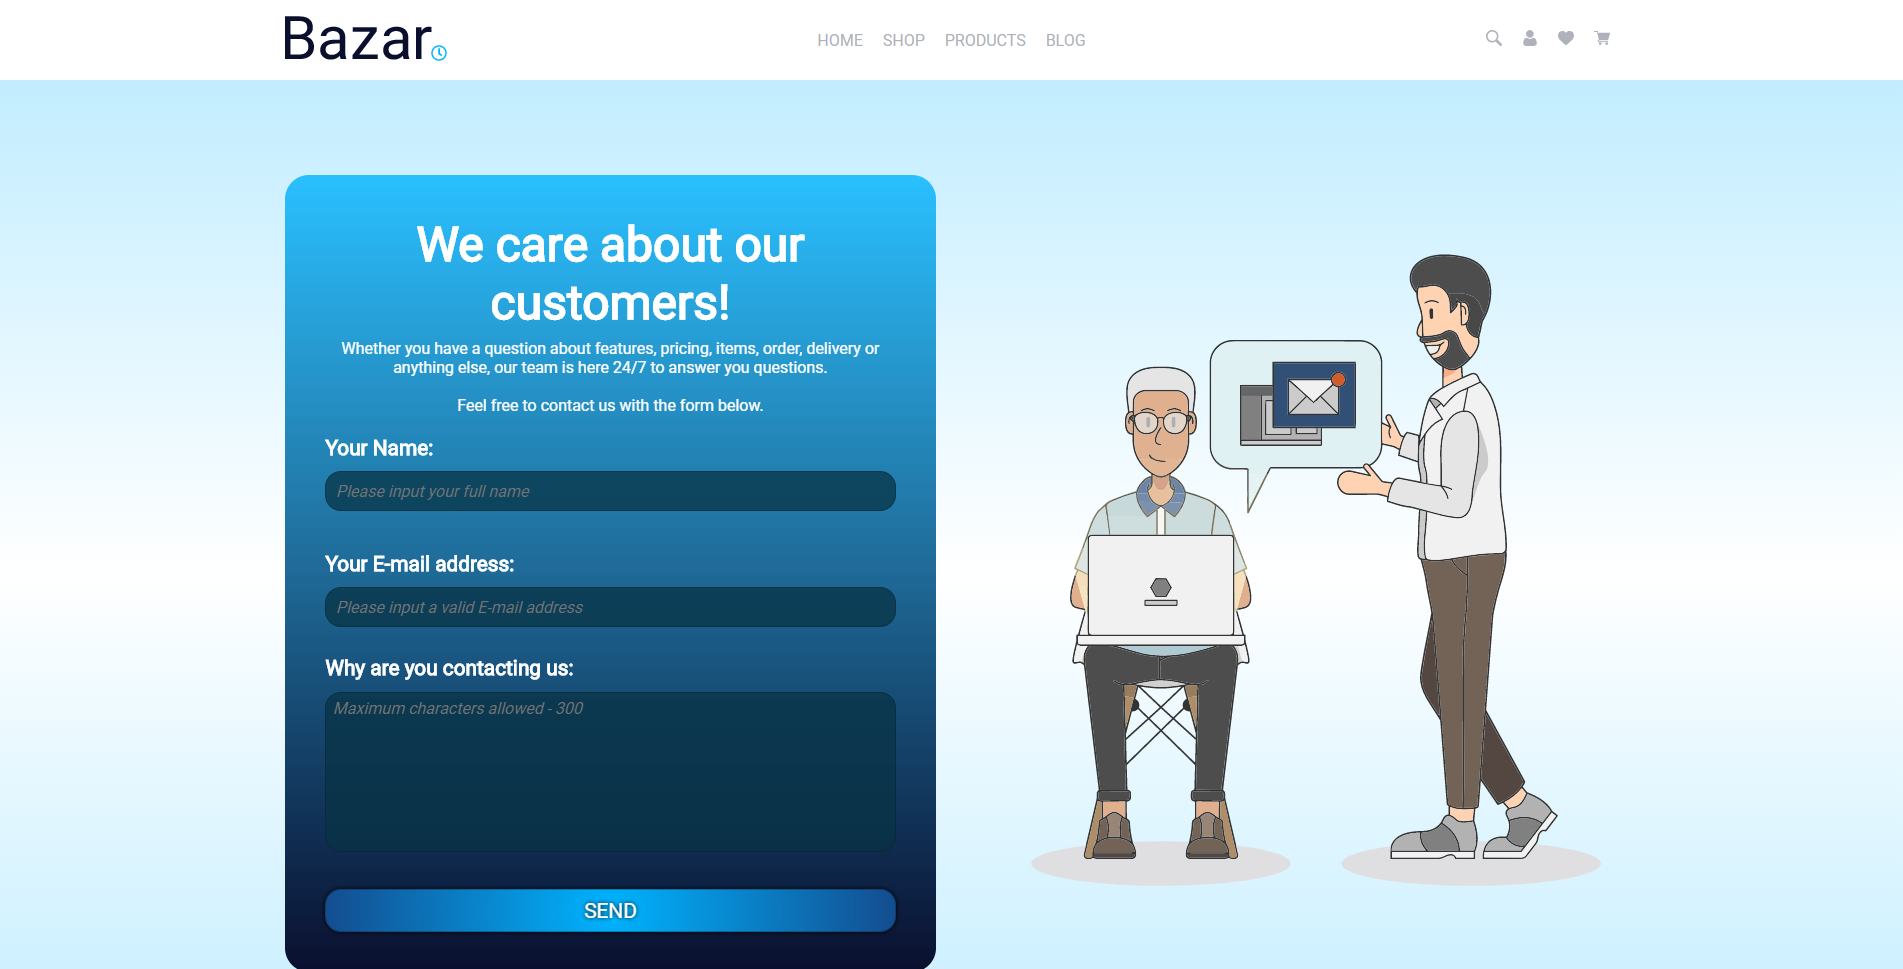 Bazar
HOME SHOP PRODUCTS BLOG
We care about our
customers!
Whether you have a question about features, pricing, items, order, delivery or
anything else, our team is here 24/7 to answer you questions.
Feel free to contact us with the form below.
Your Name:
Please input your full name
Your E-mail address:
Please input a valid E-mail address
Why are you contacting us:
Maximum characters allowed - 300
SEND